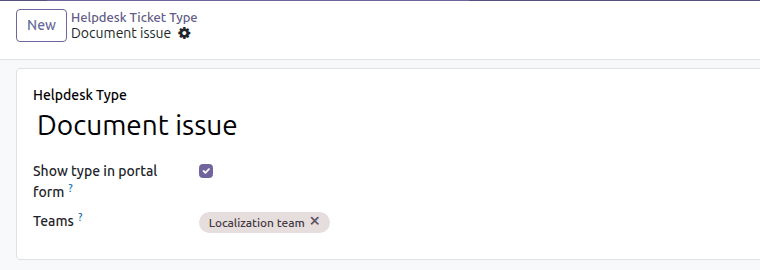 New
Helpdesk Ticket Type
Document issue
Helpdesk Type
Document issue
Show type in portal
form ?
Teams ?
Localization team ×